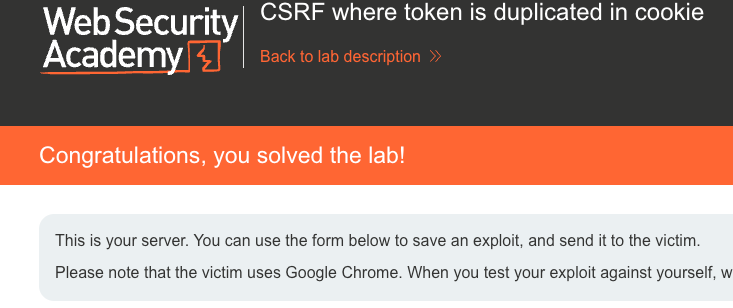 Web Security
Academy
CSRF where token is duplicated in cookie
Back to lab description
Congratulations, you solved the lab!
This is your server. You can use the form below to save an exploit, and send it to the victim.
Please note that the victim uses Google Chrome. When you test your exploit against yourself,